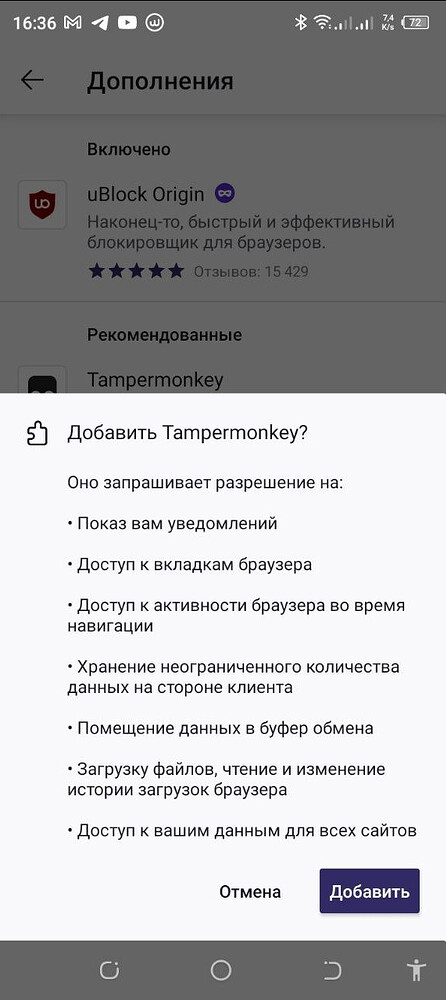 16:36 7,4 K/s 72
Дополнения
Включено
uBlock Origin
Наконец-то, быстрый и эффективный
блокировщик для браузеров.
Отзывов: 15 429
Рекомендованные
Tampermonkey
Добавить Tampermonkey?
Оно запрашивает разрешение на:
• Показ вам уведомлений
• Доступ к вкладкам браузера
• Доступ к активности браузера во время
навигации
• Хранение неограниченного количества
данных на стороне клиента
• Помещение данных в буфер обмена
• Загрузку файлов, чтение и изменение
истории загрузок браузера
• Доступ к вашим данным для всех сайтов
Отмена Добавить